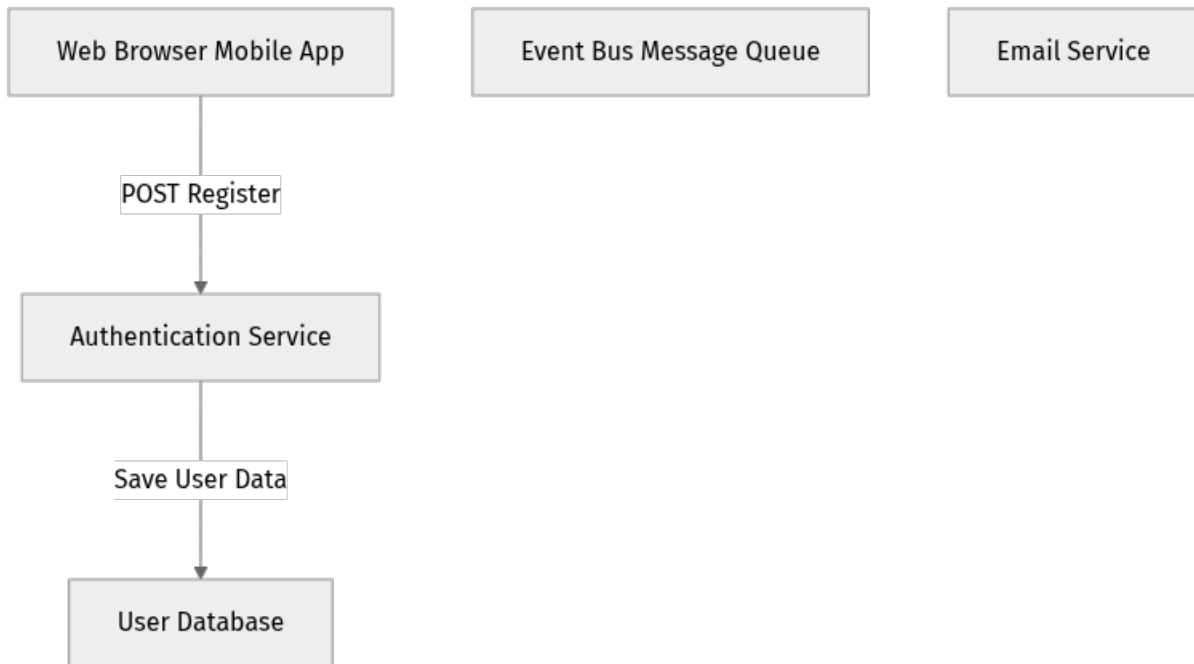 Web Browser Mobile App
Event Bus Message Queue
Email Service
POST Register
Authentication Service
Save User Data
User Database